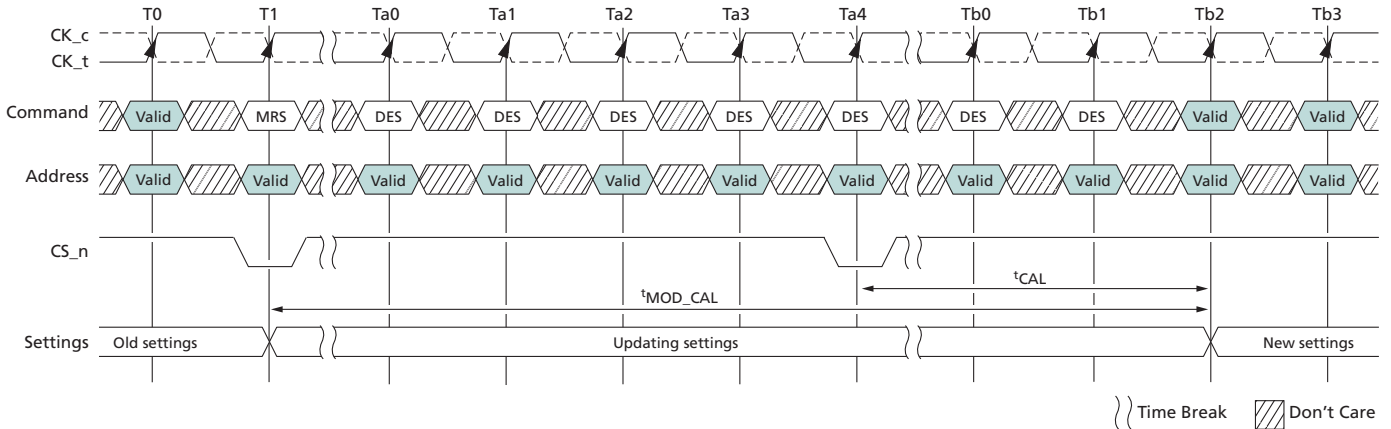 T0 T1 Ta0 Ta1 Ta2 Ta3 Ta4 Tb0 Tb1 Tb2 Tb3
CK_c
CK_t
Command Valid MRS DES DES DES DES DES DES DES Valid Valid
Address Valid Valid Valid Valid Valid Valid Valid Valid Valid Valid Valid
CS_n
tCAL
tMOD_CAL
Settings Old settings Updating settings New settings
Time Break Don't Care